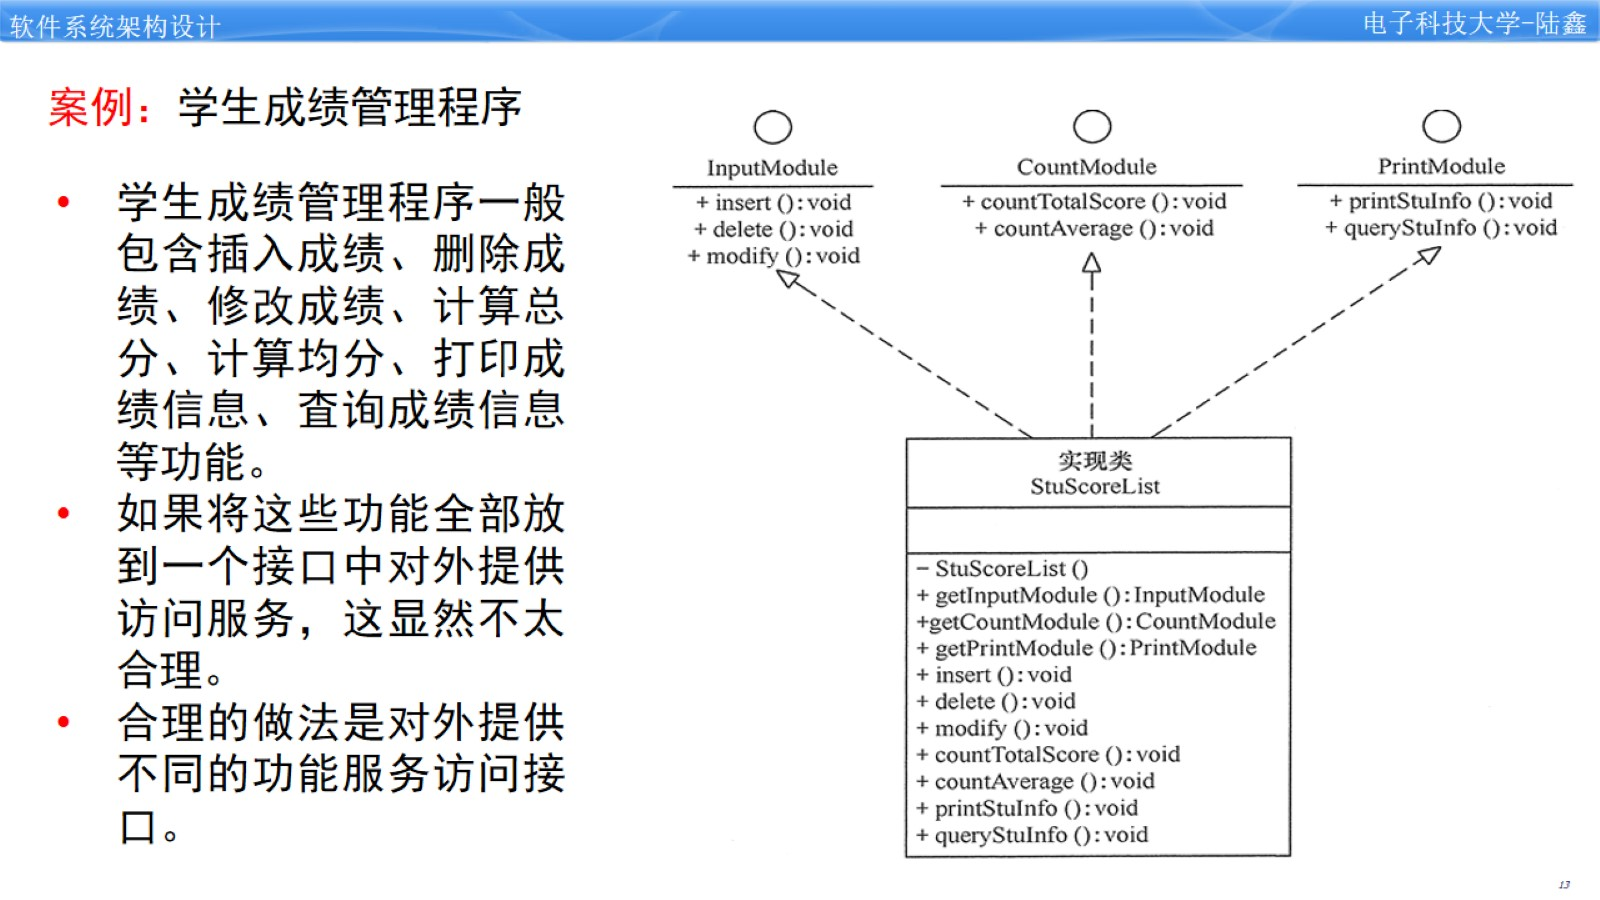 软件系统架构设计
电子科技大学-陆鑫
案例：学生成绩管理程序
• 学生成绩管理程序一般
包含插入成绩、删除成
绩、修改成绩、计算总
分、计算均分、打印成
绩信息、查询成绩信息
等功能。
• 如果将这些功能全部放
到一个接口中对外提供
访问服务，这显然不太
合理。
• 合理的做法是对外提供
不同的功能服务访问接
口。
InputModule
+ insert ():void
+ delete ():void
+ modify ():void
CountModule
+ countTotalScore ():void
+ countAverage ():void
PrintModule
+ printStuInfo ():void
+ queryStuInfo ():void
实现类
StuScoreList
- StuScoreList ()
+ getInputModule ():InputModule
+getCountModule ():CountModule
+ getPrintModule ():PrintModule
+ insert ():void
+ delete ():void
+ modify ():void
+ countTotalScore ():void
+ countAverage ():void
+ printStuInfo ():void
+ queryStuInfo ():void
13